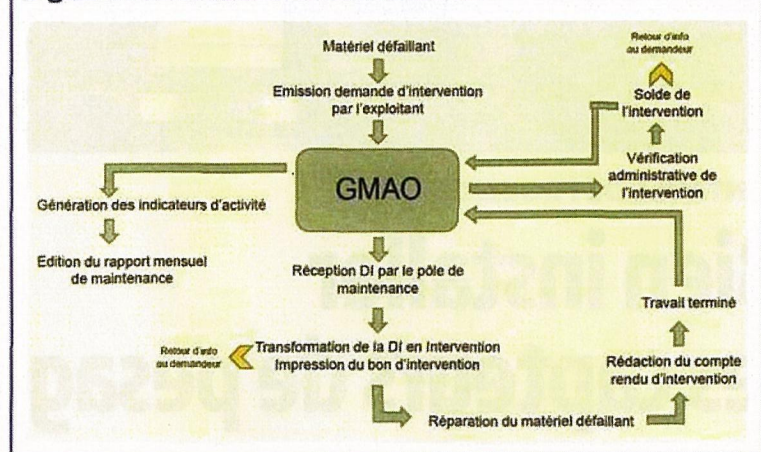 Matériel défaillant
Emission demande d'intervention
par l'exploitant
GMAO
Retour d'info
au demandeur
Solde de
l'intervention
Vérification
administrative de
l'intervention
Génération des indicateurs d'activité
Edition du rapport mensuel
de maintenance
Réception DI par le pôle de
maintenance
Travail terminé
Retour d'info
au demandeur
Transformation de la DI en Intervention
Impression du bon d'intervention
Rédaction du compte
rendu d'intervention
Réparation du matériel défaillant